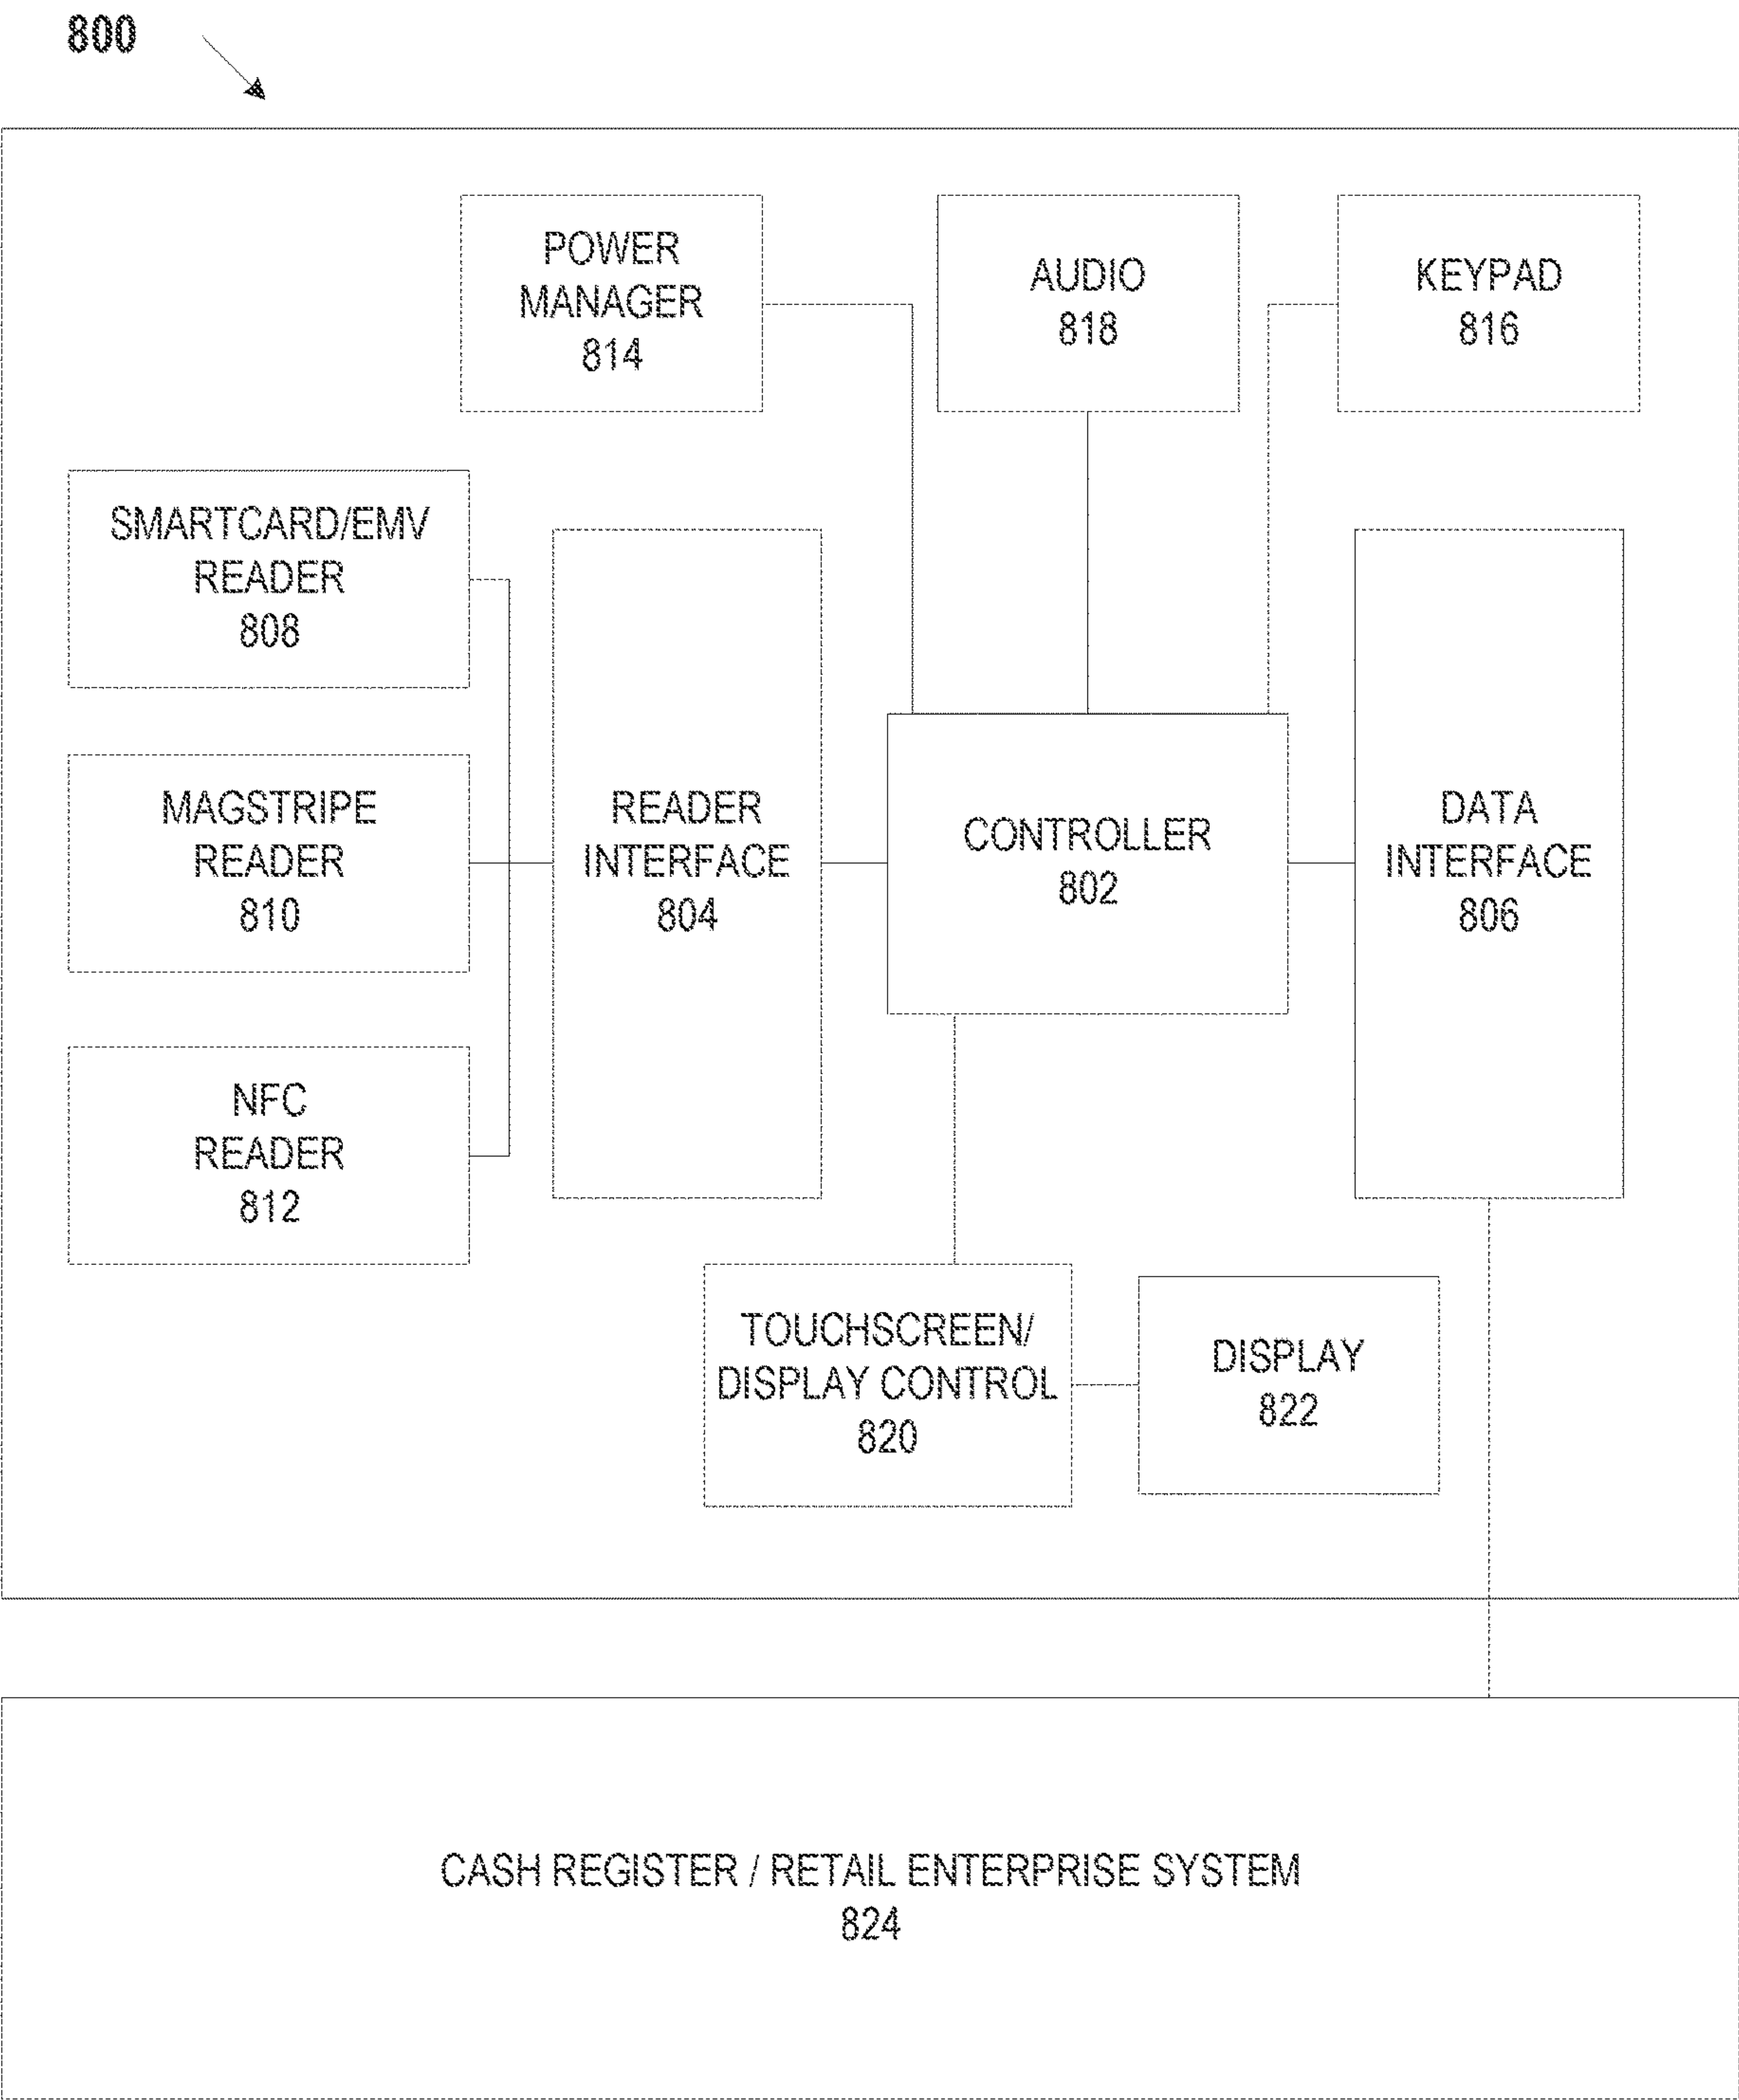 800
POWER
MANAGER
814
AUDIO
818
KEYPAD
816
SMARTCARD/EMV
READER
808
MAGSTRIPE
READER
810
NFC
READER
812
READER
INTERFACE
804
CONTROLLER
802
DATA
INTERFACE
806
TOUCHSCREEN/
DISPLAY CONTROL
820
DISPLAY
822
CASH REGISTER / RETAIL ENTERPRISE SYSTEM
824